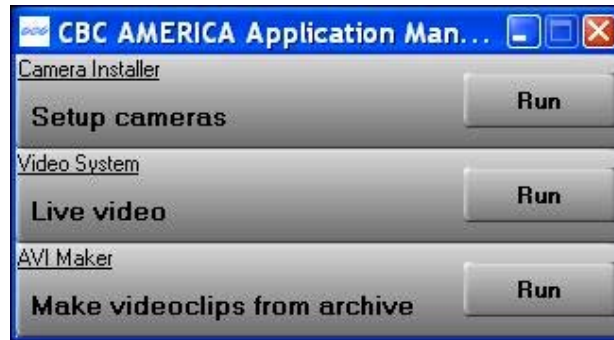 CBC AMERICA Application Man...
Camera Installer
Setup cameras
Run
Video System
Live video
Run
AVI Maker
Make videoclips from archive
Run